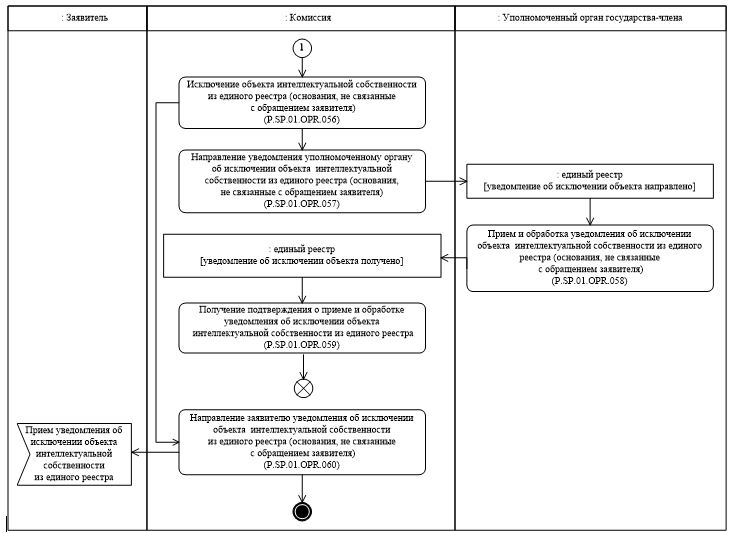 : Заявитель
: Комиссия
: Уполномоченный орган государства-члена
1
Исключение объекта интеллектуальной собственности
из единого реестра (основания, не связанные
с обращением заявителя)
(P.SP.01.OPR.056)
Направление уведомления уполномоченному органу
об исключении объекта интеллектуальной
собственности из единого реестра (основания,
не связанные с обращением заявителя)
(P.SP.01.OPR.057)
: единый реестр
[уведомление об исключении объекта направлено]
Прием и обработка уведомления об исключении
объекта интеллектуальной собственности из единого
реестра (основания, не связанные
с обращением заявителя)
(P.SP.01.OPR.058)
: единый реестр
[уведомление об исключении объекта получено]
Получение подтверждения о приеме и обработке
уведомления об исключении объекта
интеллектуальной собственности из единого реестра
(P.SP.01.OPR.059)
Направление заявителю уведомления об исключении
объекта интеллектуальной собственности
из единого реестра (основания, не связанные
с обращением заявителя)
(P.SP.01.OPR.060)
Прием уведомления об
исключении объекта
интеллектуальной
собственности
из единого реестра